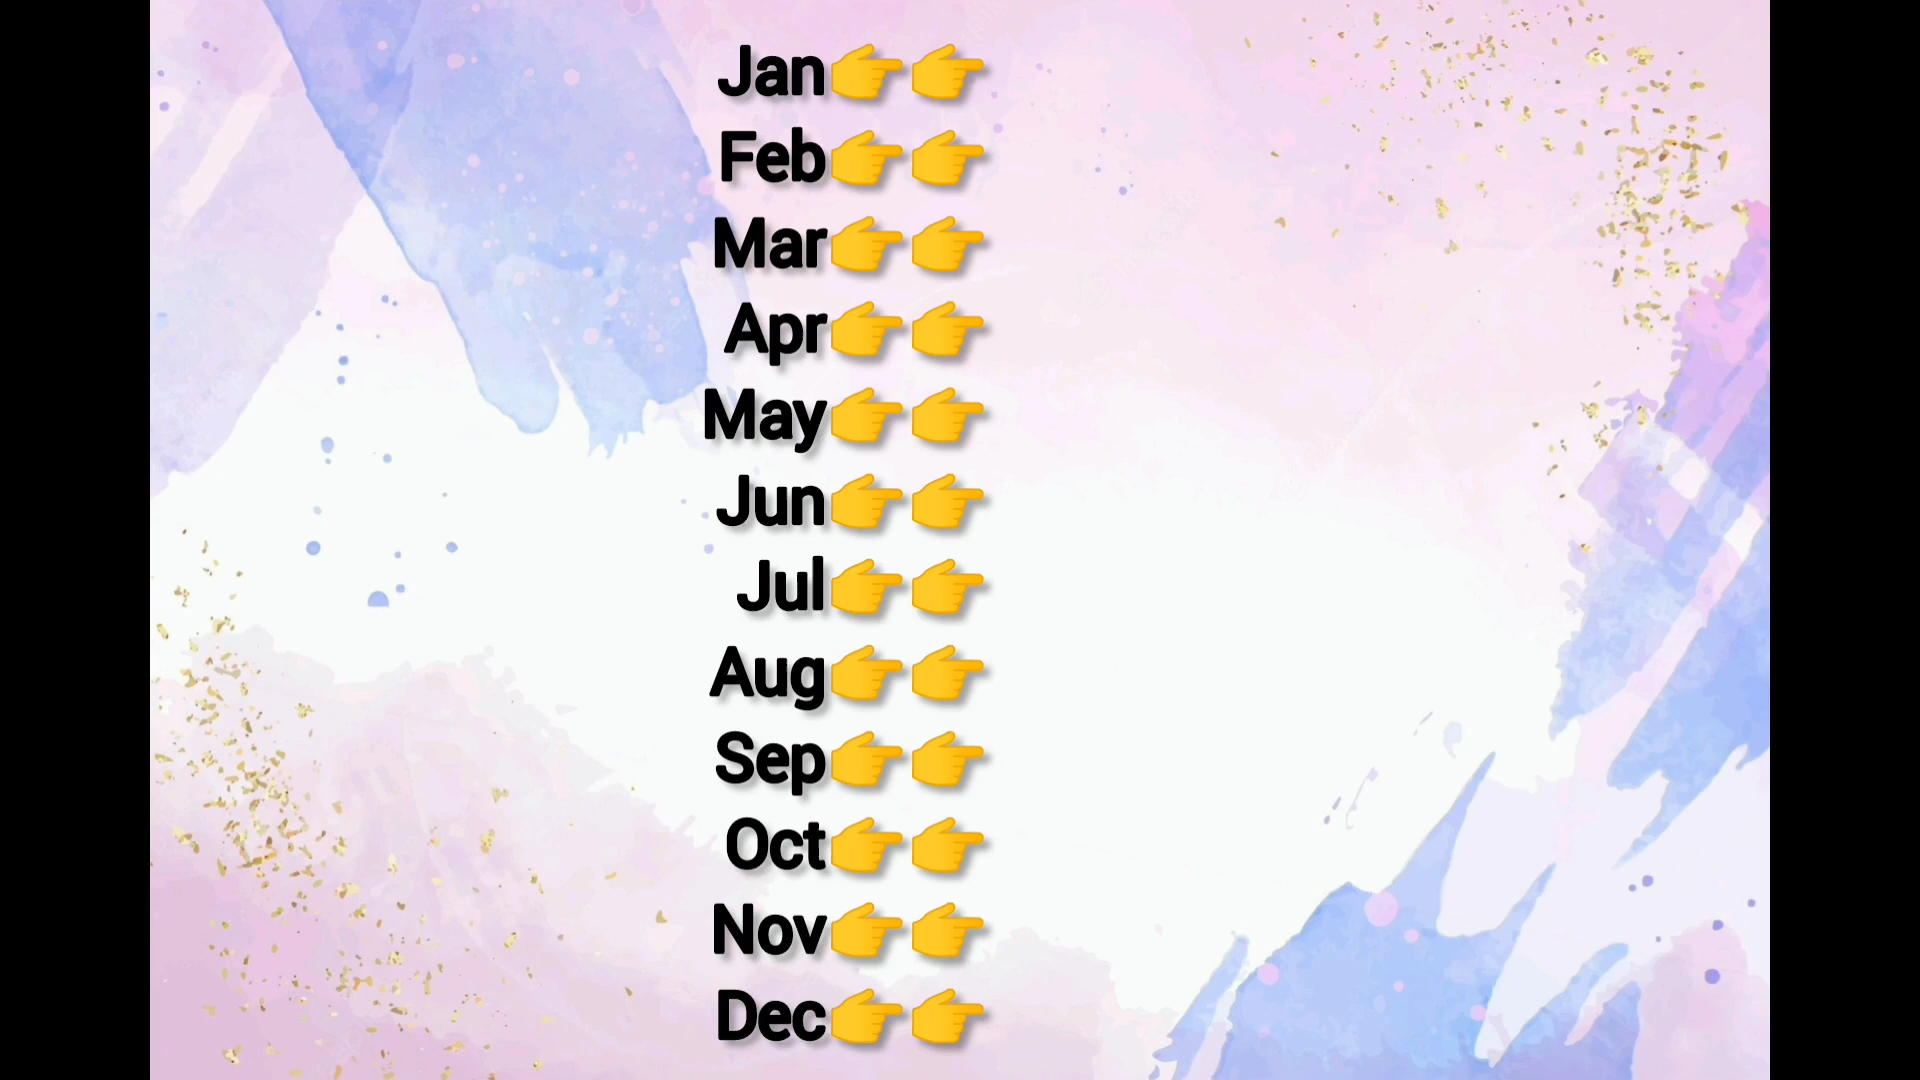 Jan👉👉
Feb👉👉
Mar👉👉
Apr👉👉
May👉👉
Jun👉👉
Jul👉👉
Aug👉👉
Sep👉👉
Oct👉👉
Nov👉👉
Dec👉👉